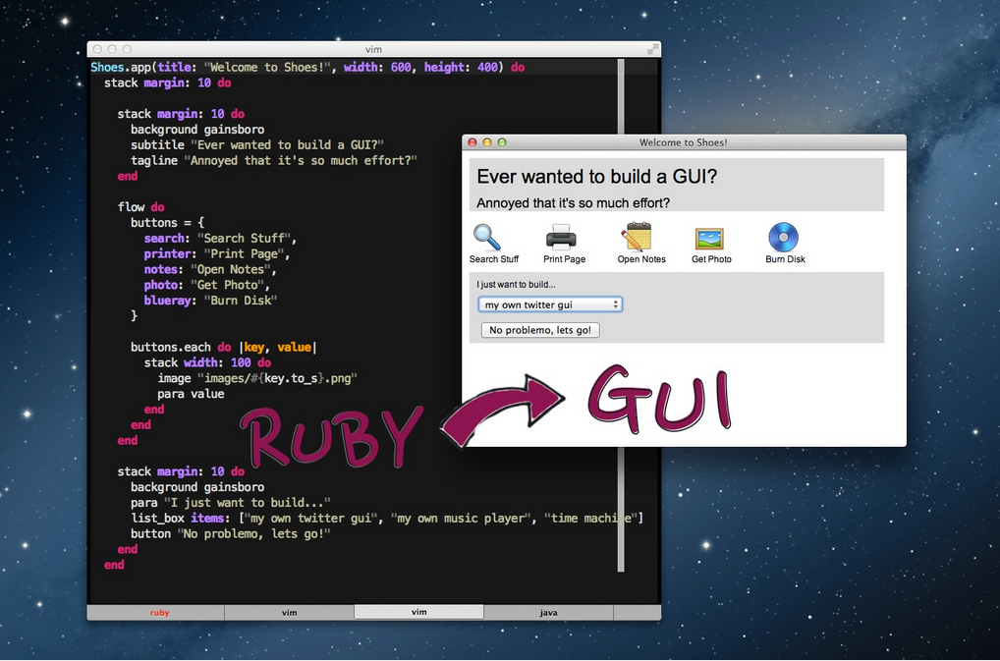 vim
Shoes.app(title: "Welcome to Shoes!", width: 600, height: 400) do
stack margin: 10 do
stack margin: 10 do
background gainsboro
subtitle "Ever wanted to build a GUI?"
tagline "Annoyed that it's so much effort?"
end
flow do
buttons = {
search: "Search Stuff",
printer: "Print Page",
notes: "Open Notes",
photo: "Get Photo",
blueray: "Burn Disk"
}
buttons.each do |key, value|
stack width: 100 do
image "images/#{key.to_s}.png"
para value
end
end
end
stack margin: 10 do
background gainsboro
para "I just want to build..."
list_box items: ["my own twitter gui", "my own music player", "time machine"]
button "No problemo, lets go!"
end
end
ruby vim vim java
Welcome to Shoes!
Ever wanted to build a GUI?
Annoyed that it's so much effort?
Search Stuff Print Page Open Notes Get Photo Burn Disk
I just want to build...
my own twitter gui
No problemo, lets go!
RUBY GUI